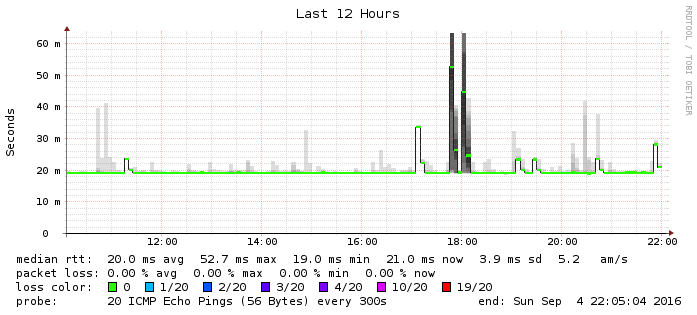 Last 12 Hours
RRDTOOL / TOBI OETIKER
Seconds
60 m
50 m
40 m
30 m
20 m
10 m
0
12:00 14:00 16:00 18:00 20:00 22:00
median rtt: 20.0 ms avg 52.7 ms max 19.0 ms min 21.0 ms now 3.9 ms sd 5.2 am/s
packet loss: 0.00 % avg 0.00 % max 0.00 % min 0.00 % now
loss color: 0 1/20 2/20 3/20 4/20 10/20 19/20
probe: 20 ICMP Echo Pings (56 Bytes) every 300s end: Sun Sep 4 22:05:04 2016